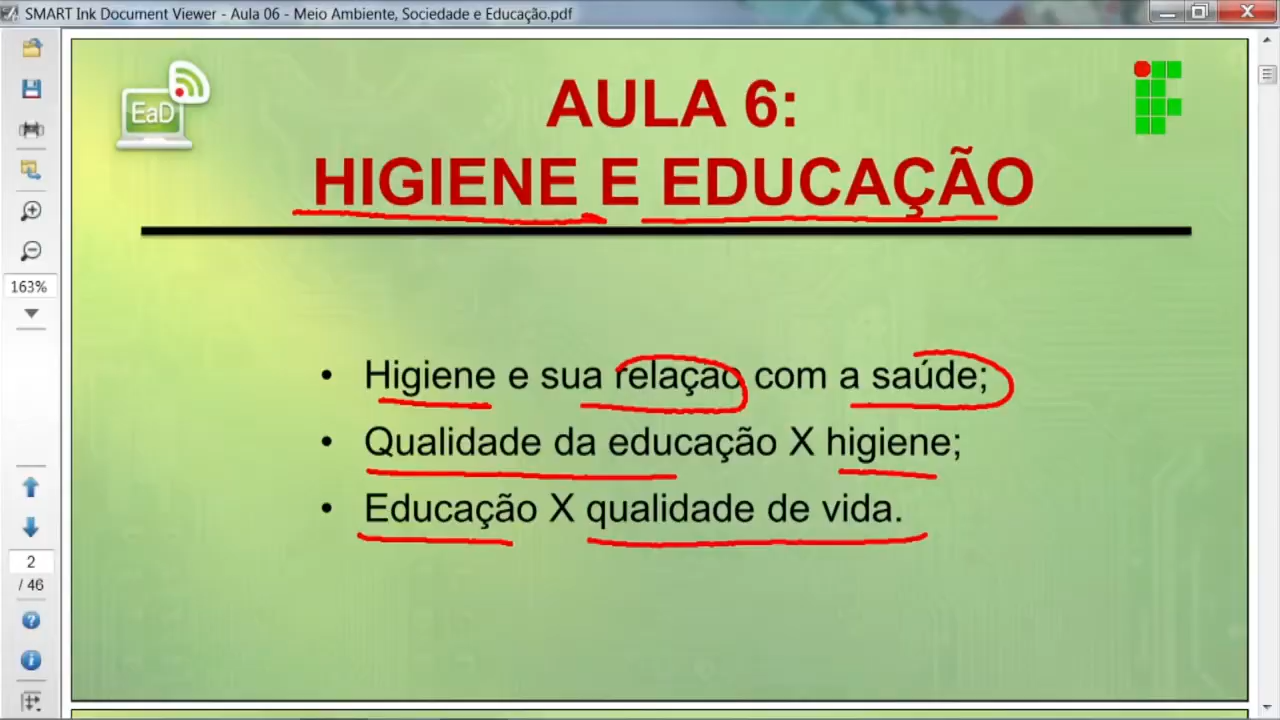 SMART Ink Document Viewer - Aula 06 - Meio Ambiente, Sociedade e Educação.pdf
EaD
AULA 6:
HIGIENE E EDUCAÇÃO
163%
• Higiene e sua relação com a saúde;
• Qualidade da educação X higiene;
• Educação X qualidade de vida.
2
/ 46